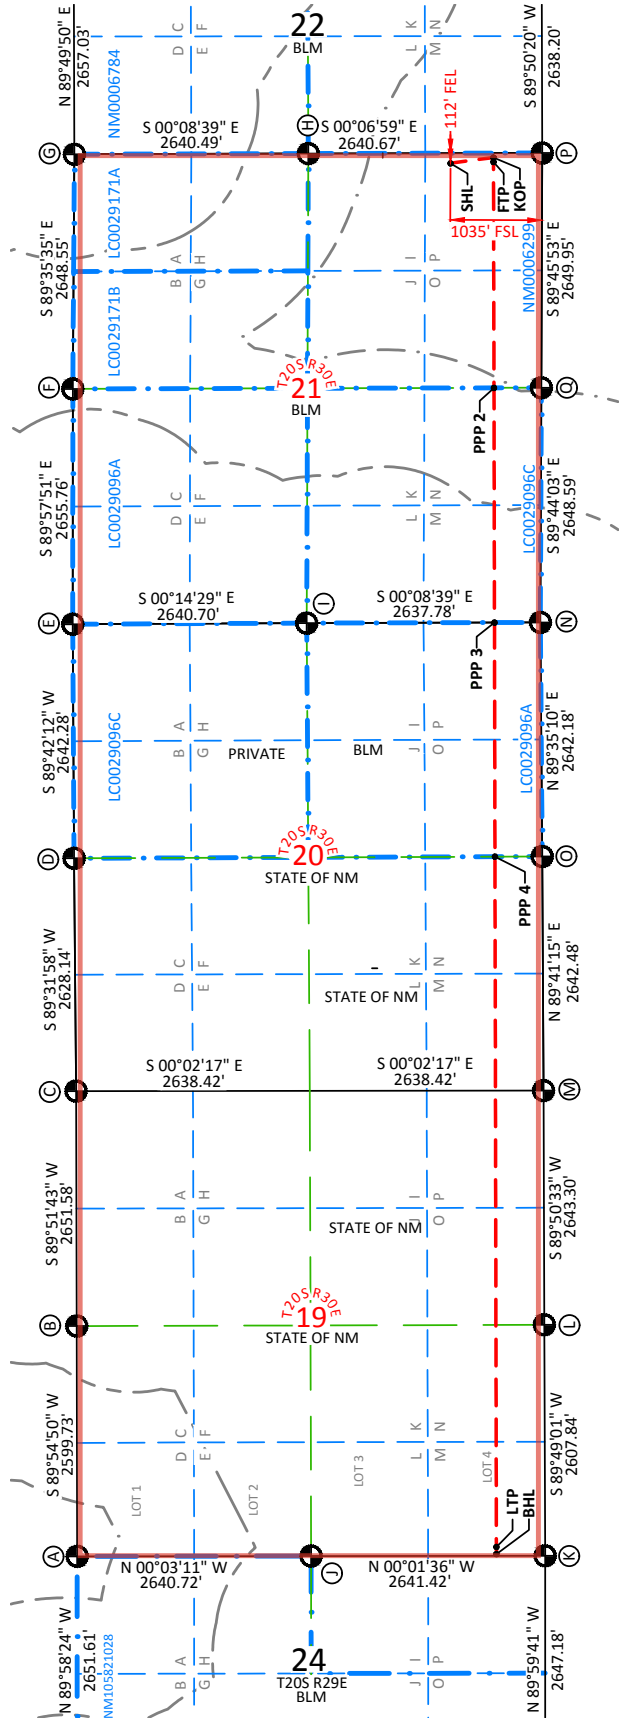 N 89°49'50" E
2657.03'
22
BLM
S 89°50'20" W
2638.20'
D C
E F
L K
M N
NM0006784
G
S 00°08'39" E
2640.49'
H
S 00°06'59" E
2640.67'
112' FEL
P
SHL
FTP
KOP
1035' FSL
S 89°35'35" E
2648.55'
LC0029171A
LC0029171B
B A
G H
J I
O P
NM0006299
S 89°45'53" E
2649.95'
F
T20S R30E
21
BLM
PPP 2
Q
S 89°57'51" E
2655.76'
LC0029096A
D C
E F
L K
M N
LC0029096C
S 89°44'03" E
2648.59'
E
S 00°14'29" E
2640.70'
I
S 00°08'39" E
2637.78'
PPP 3
N
S 89°42'12" W
2642.28'
LC0029096C
B A
G H
PRIVATE
BLM
J I
O P
LC0029096A
N 89°35'10" E
2642.18'
D
T20S R30E
20
STATE OF NM
PPP 4
O
S 89°31'58" W
2628.14'
D C
E F
STATE OF NM
L K
M N
N 89°41'15" E
2642.48'
C
S 00°02'17" E
2638.42'
S 00°02'17" E
2638.42'
M
S 89°51'43" W
2651.58'
B A
G H
STATE OF NM
J I
O P
S 89°50'33" W
2643.30'
B
T20S R30E
19
STATE OF NM
L
S 89°54'50" W
2599.73'
D C
E F
L K
M N
LOT 1
LOT 2
LOT 3
LOT 4
S 89°49'01" W
2607.84'
LTP
BHL
A
N 00°03'11" W
2640.72'
J
N 00°01'36" W
2641.42'
K
N 89°58'24" W
2651.61'
NM105821028
B A
G H
24
T20S R29E
BLM
J I
O P
N 89°59'41" W
2647.18'